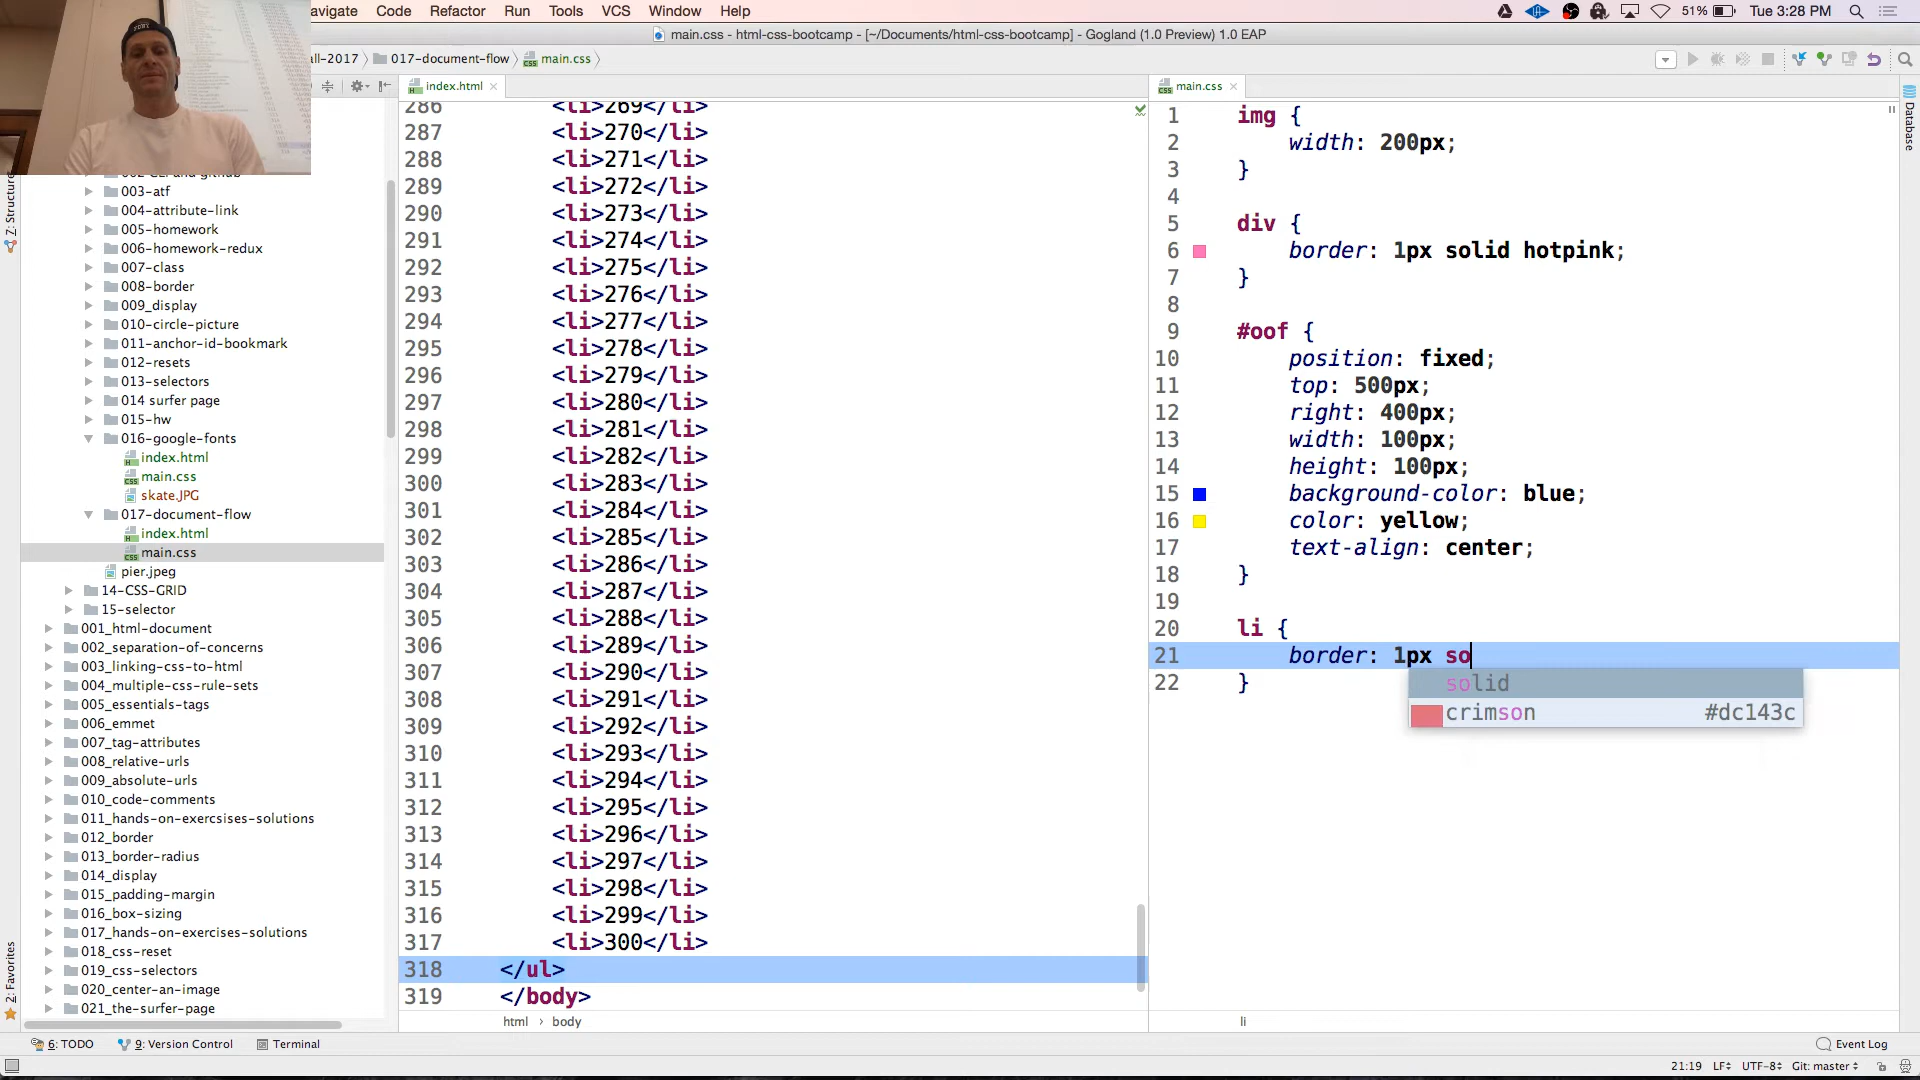 avigate Code Refactor Run Tools VCS Window Help
51% Tue 3:28 PM
main.css - html-css-bootcamp - [~/Documents/html-css-bootcamp] - Gogland (1.0 Preview) 1.0 EAP
all-2017 017-document-flow main.css
index.html
main.css
Z: Structure
2: Favorites
Database
003-atf
004-attribute-link
005-homework
006-homework-redux
007-class
008-border
009_display
010-circle-picture
011-anchor-id-bookmark
012-resets
013-selectors
014 surfer page
015-hw
016-google-fonts
index.html
main.css
skate.JPG
017-document-flow
index.html
main.css
pier.jpeg
14-CSS-GRID
15-selector
001_html-document
002_separation-of-concerns
003_linking-css-to-html
004_multiple-css-rule-sets
005_essentials-tags
006_emmet
007_tag-attributes
008_relative-urls
009_absolute-urls
010_code-comments
011_hands-on-exercsises-solutions
012_border
013_border-radius
014_display
015_padding-margin
016_box-sizing
017_hands-on-exercises-solutions
018_css-reset
019_css-selectors
020_center-an-image
021_the-surfer-page
286 <li>269</li>
287 <li>270</li>
288 <li>271</li>
289 <li>272</li>
290 <li>273</li>
291 <li>274</li>
292 <li>275</li>
293 <li>276</li>
294 <li>277</li>
295 <li>278</li>
296 <li>279</li>
297 <li>280</li>
298 <li>281</li>
299 <li>282</li>
300 <li>283</li>
301 <li>284</li>
302 <li>285</li>
303 <li>286</li>
304 <li>287</li>
305 <li>288</li>
306 <li>289</li>
307 <li>290</li>
308 <li>291</li>
309 <li>292</li>
310 <li>293</li>
311 <li>294</li>
312 <li>295</li>
313 <li>296</li>
314 <li>297</li>
315 <li>298</li>
316 <li>299</li>
317 <li>300</li>
318 </ul>
319 </body>
html › body
1 img {
2 width: 200px;
3 }
4
5 div {
6 border: 1px solid hotpink;
7 }
8
9 #oof {
10 position: fixed;
11 top: 500px;
12 right: 400px;
13 width: 100px;
14 height: 100px;
15 background-color: blue;
16 color: yellow;
17 text-align: center;
18 }
19
20 li {
21 border: 1px so
22 }
solid
crimson #dc143c
li
6: TODO 9: Version Control Terminal Event Log
21:19 LF÷ UTF-8÷ Git: master÷